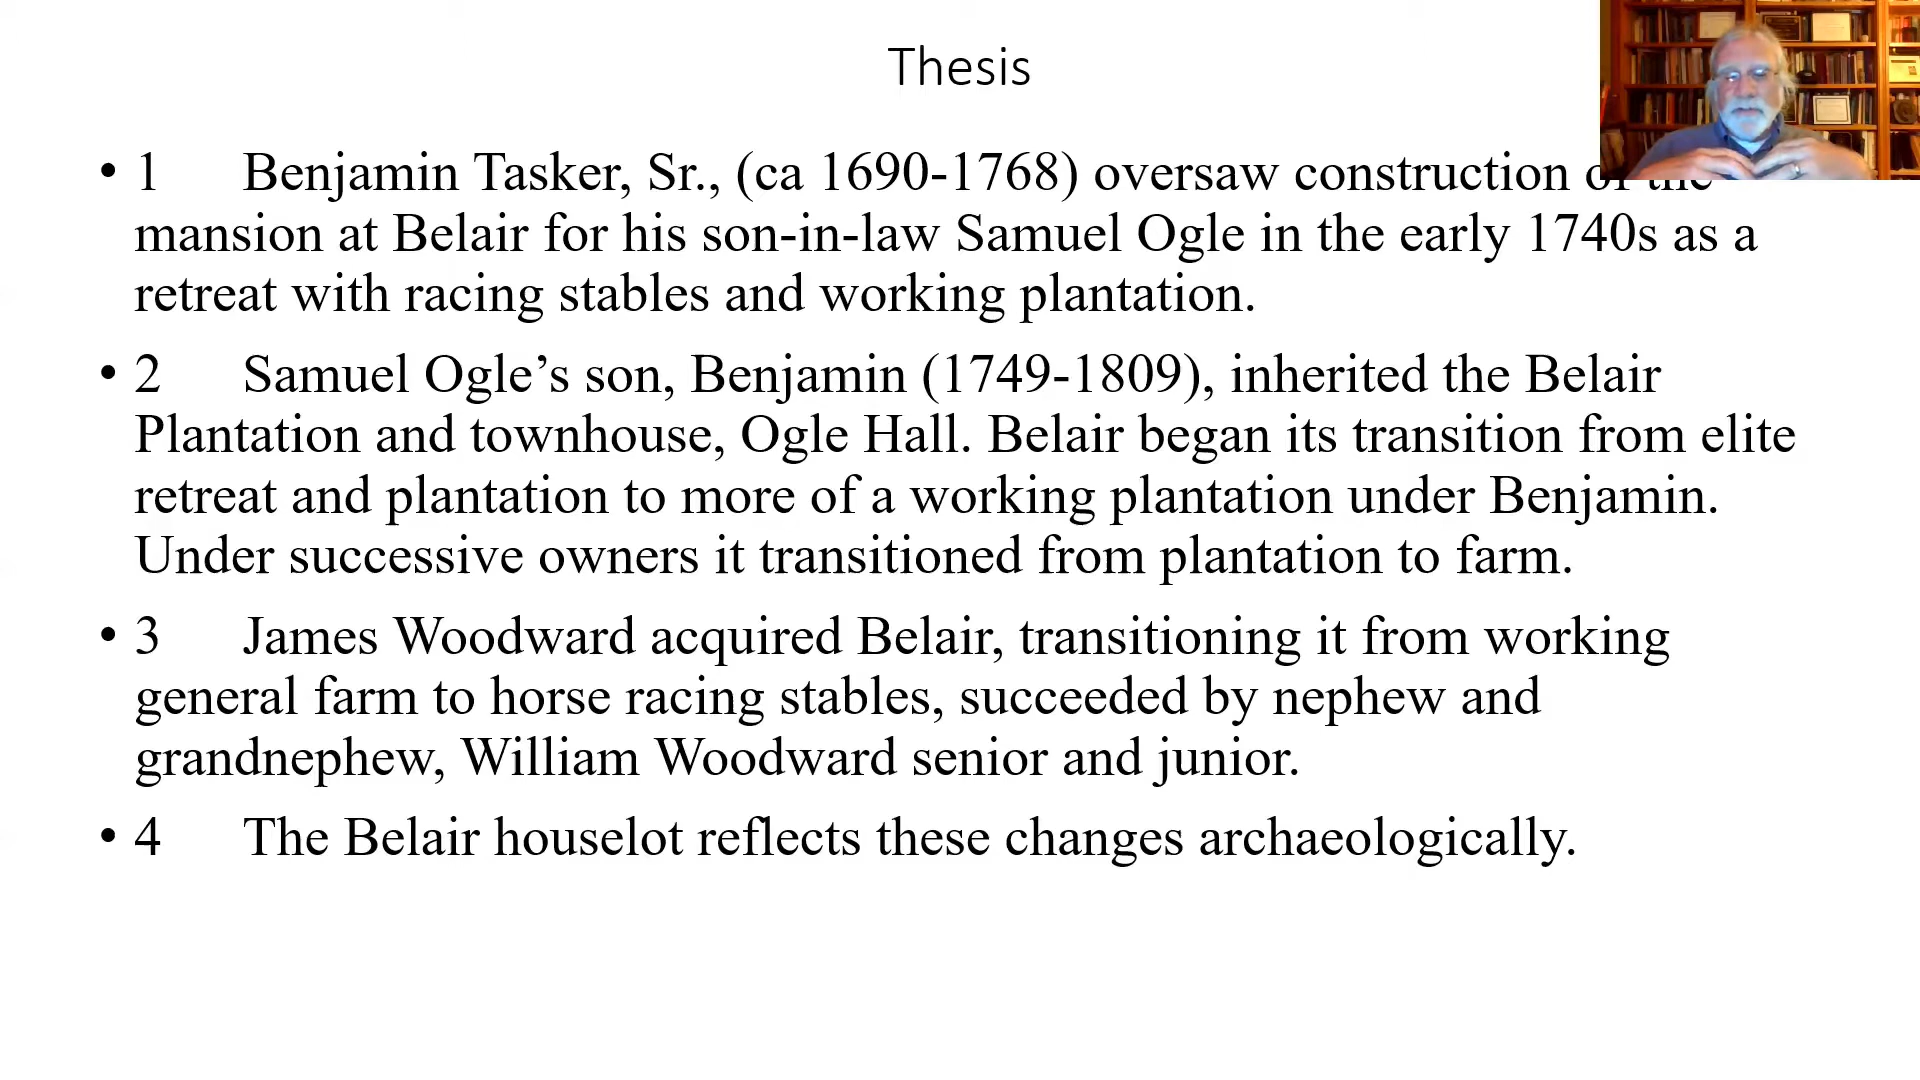 Thesis
• 1 Benjamin Tasker, Sr., (ca 1690-1768) oversaw construction of the
mansion at Belair for his son-in-law Samuel Ogle in the early 1740s as a
retreat with racing stables and working plantation.
• 2 Samuel Ogle’s son, Benjamin (1749-1809), inherited the Belair
Plantation and townhouse, Ogle Hall. Belair began its transition from elite
retreat and plantation to more of a working plantation under Benjamin.
Under successive owners it transitioned from plantation to farm.
• 3 James Woodward acquired Belair, transitioning it from working
general farm to horse racing stables, succeeded by nephew and
grandnephew, William Woodward senior and junior.
• 4 The Belair houselot reflects these changes archaeologically.